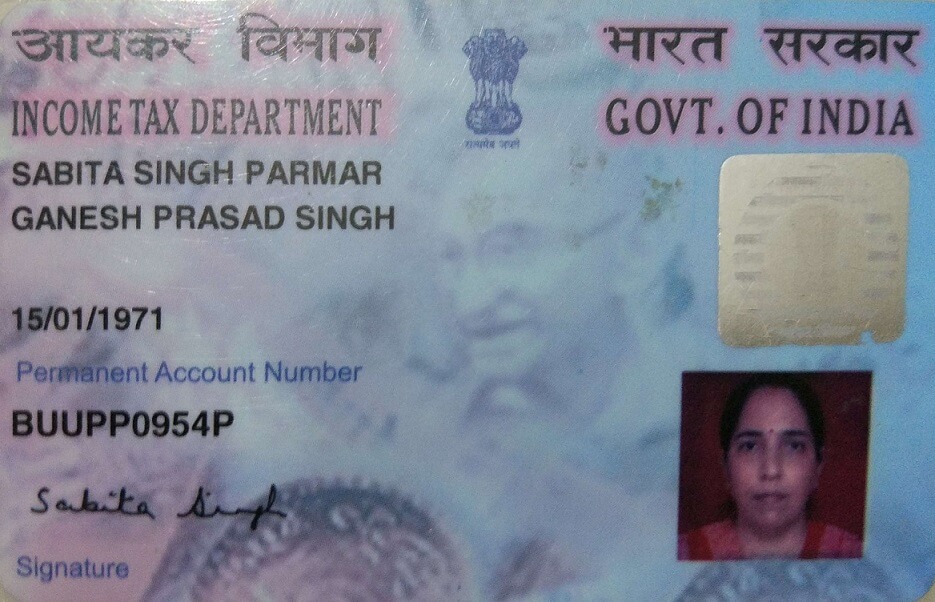 आयकर विभाग
भारत सरकार
INCOME TAX DEPARTMENT
GOVT. OF INDIA
सत्यमेव जयते
SABITA SINGH PARMAR
GANESH PRASAD SINGH
15/01/1971
Permanent Account Number
BUUPP0954P
Sabita Singh
Signature